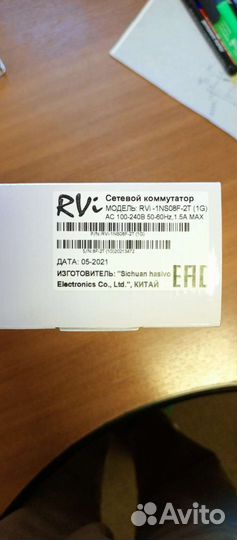 RVi
Сетевой коммутатор
МОДЕЛЬ: RVi -1NS08F-2T (1G)
AC 100-240В 50-60Hz,1.5A MAX
P/N:RVi-1NS08F-2T (1G)
ДАТА: 05-2021
ИЗГОТОВИТЕЛЬ: "Sichuan hasivo
Electronics Co., Ltd.", КИТАЙ
EAC
Avito